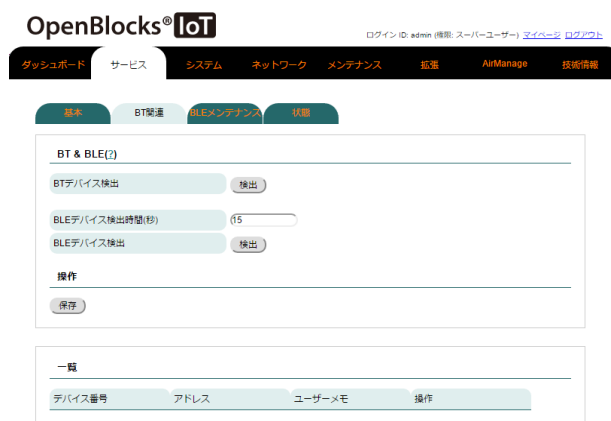 OpenBlocks® IoT
ログイン ID: admin (権限: スーパーユーザー) マイページ ログアウト
ダッシュボード サービス システム ネットワーク メンテナンス 拡張 AirManage 技術情報
基本 BT関連 BLEメンテナンス 状態
BT & BLE(?)
BTデバイス検出 検出
BLEデバイス検出時間(秒) 15
BLEデバイス検出 検出
操作
保存
一覧
デバイス番号 アドレス ユーザーメモ 操作